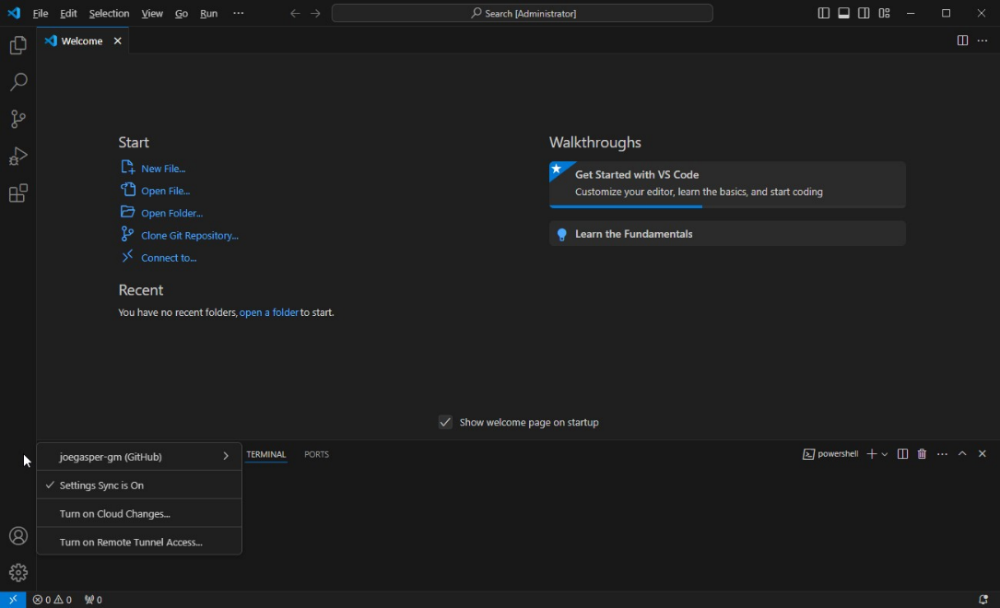 File Edit Selection View Go Run ···
Search [Administrator]
Welcome
Start
New File...
Open File...
Open Folder...
Clone Git Repository...
Connect to...
Recent
You have no recent folders, open a folder to start.
Walkthroughs
Get Started with VS Code
Customize your editor, learn the basics, and start coding
Learn the Fundamentals
Show welcome page on startup
TERMINAL PORTS
powershell
joegasper-gm (GitHub)
Settings Sync is On
Turn on Cloud Changes...
Turn on Remote Tunnel Access...
0 0 0